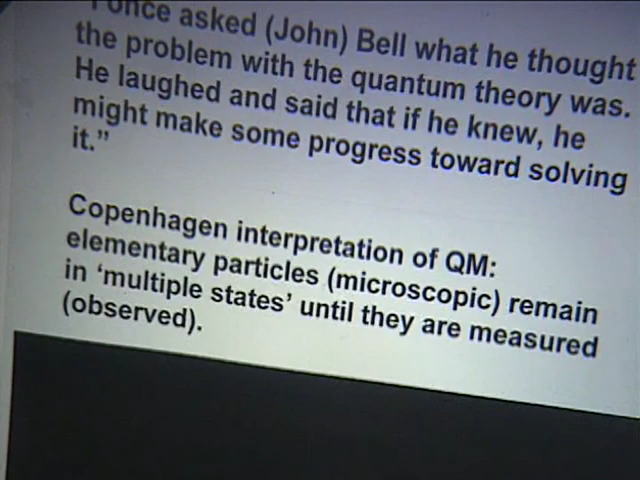 I once asked (John) Bell what he thought
the problem with the quantum theory was.
He laughed and said that if he knew, he
might make some progress toward solving
it.”
Copenhagen interpretation of QM:
elementary particles (microscopic) remain
in ‘multiple states’ until they are measured
(observed).